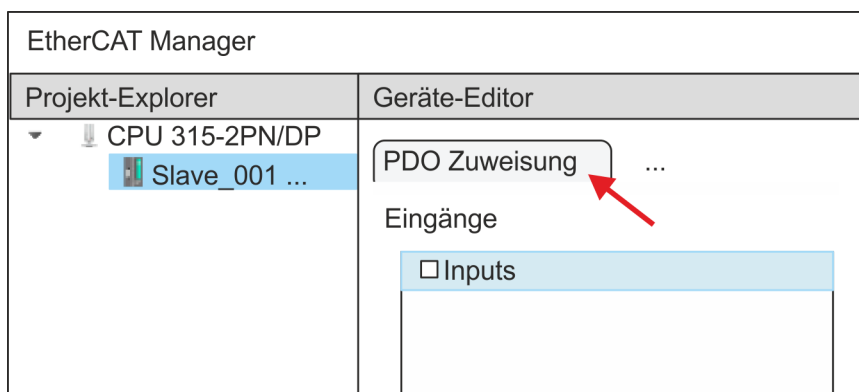 EtherCAT Manager
Projekt-Explorer
Geräte-Editor
CPU 315-2PN/DP
Slave_001 ...
PDO Zuweisung
...
Eingänge
Inputs